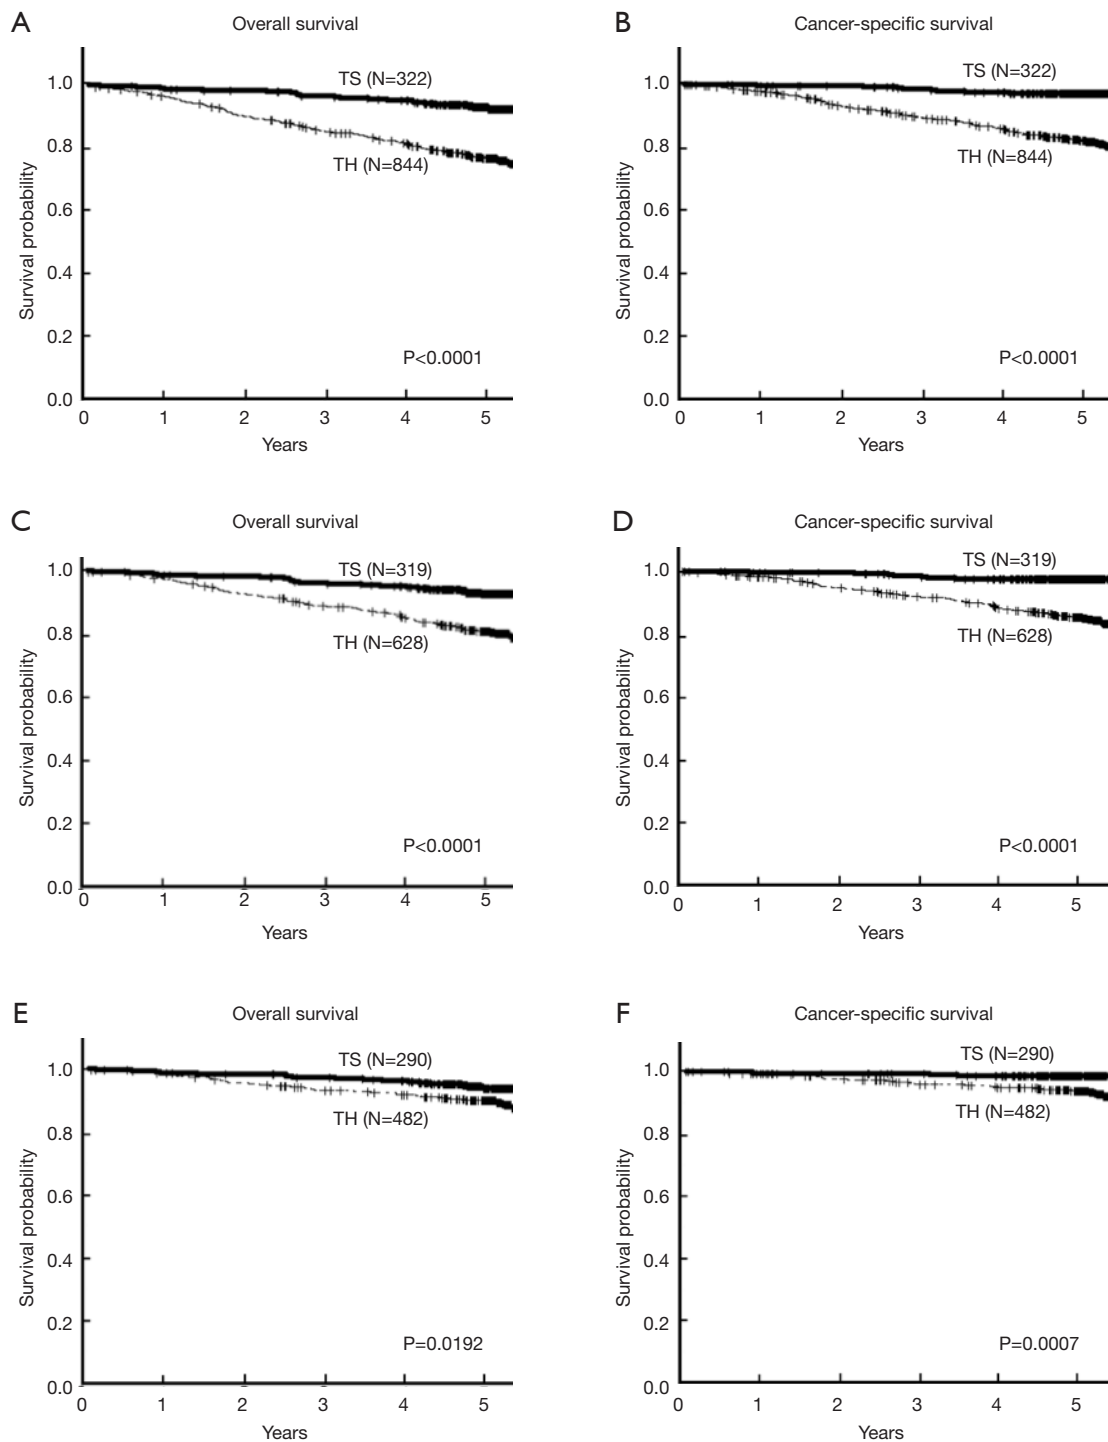 A
Overall survival
TS (N=322)
TH (N=844)
P<0.0001
Survival probability
1.0
0.8
0.6
0.4
0.2
0.0
0 1 2 3 4 5
Years
B
Cancer-specific survival
TS (N=322)
TH (N=844)
P<0.0001
Survival probability
1.0
0.8
0.6
0.4
0.2
0.0
0 1 2 3 4 5
Years
C
Overall survival
TS (N=319)
TH (N=628)
P<0.0001
Survival probability
1.0
0.8
0.6
0.4
0.2
0.0
0 1 2 3 4 5
Years
D
Cancer-specific survival
TS (N=319)
TH (N=628)
P<0.0001
Survival probability
1.0
0.8
0.6
0.4
0.2
0.0
0 1 2 3 4 5
Years
E
Overall survival
TS (N=290)
TH (N=482)
P=0.0192
Survival probability
1.0
0.8
0.6
0.4
0.2
0.0
0 1 2 3 4 5
Years
F
Cancer-specific survival
TS (N=290)
TH (N=482)
P=0.0007
Survival probability
1.0
0.8
0.6
0.4
0.2
0.0
0 1 2 3 4 5
Years